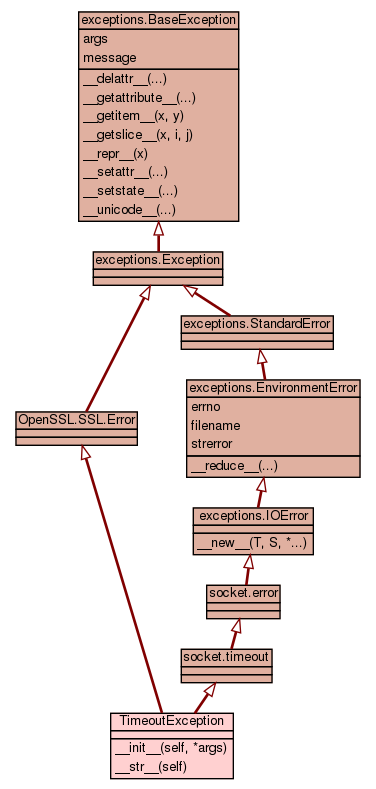 exceptions.BaseException
args
message
__delattr__(...)
__getattribute__(...)
__getitem__(x, y)
__getslice__(x, i, j)
__repr__(x)
__setattr__(...)
__setstate__(...)
__unicode__(...)
exceptions.Exception
exceptions.StandardError
exceptions.EnvironmentError
errno
filename
strerror
__reduce__(...)
OpenSSL.SSL.Error
exceptions.IOError
__new__(T, S, *...)
socket.error
socket.timeout
TimeoutException
__init__(self, *args)
__str__(self)